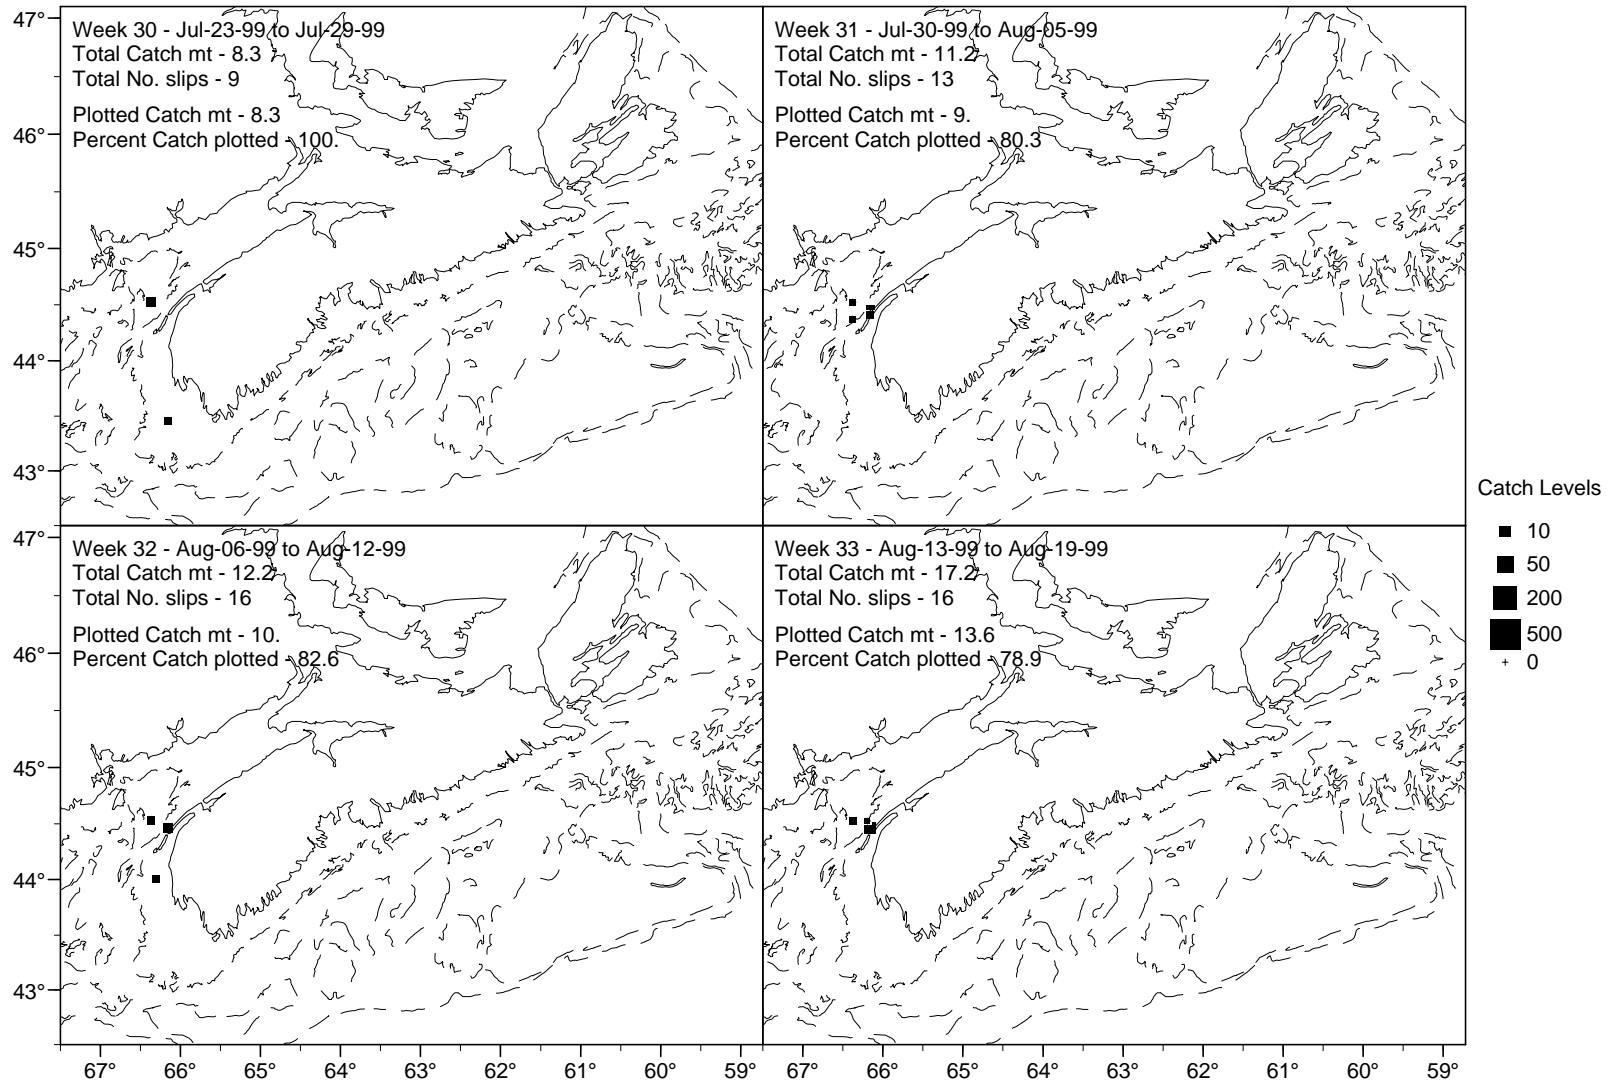 Week 30 - Jul-23-99 to Jul-29-99
Total Catch mt - 8.3
Total No. slips - 9
Plotted Catch mt - 8.3
Percent Catch plotted - 100.
Week 31 - Jul-30-99 to Aug-05-99
Total Catch mt - 11.2
Total No. slips - 13
Plotted Catch mt - 9.
Percent Catch plotted - 80.3
47°
46°
45°
44°
43°
Week 32 - Aug-06-99 to Aug-12-99
Total Catch mt - 12.2
Total No. slips - 16
Plotted Catch mt - 10.
Percent Catch plotted - 82.6
Week 33 - Aug-13-99 to Aug-19-99
Total Catch mt - 17.2
Total No. slips - 16
Plotted Catch mt - 13.6
Percent Catch plotted - 78.9
47°
46°
45°
44°
43°
67° 66° 65° 64° 63° 62° 61° 60° 59°
67° 66° 65° 64° 63° 62° 61° 60° 59°
Catch Levels
10
50
200
500
0